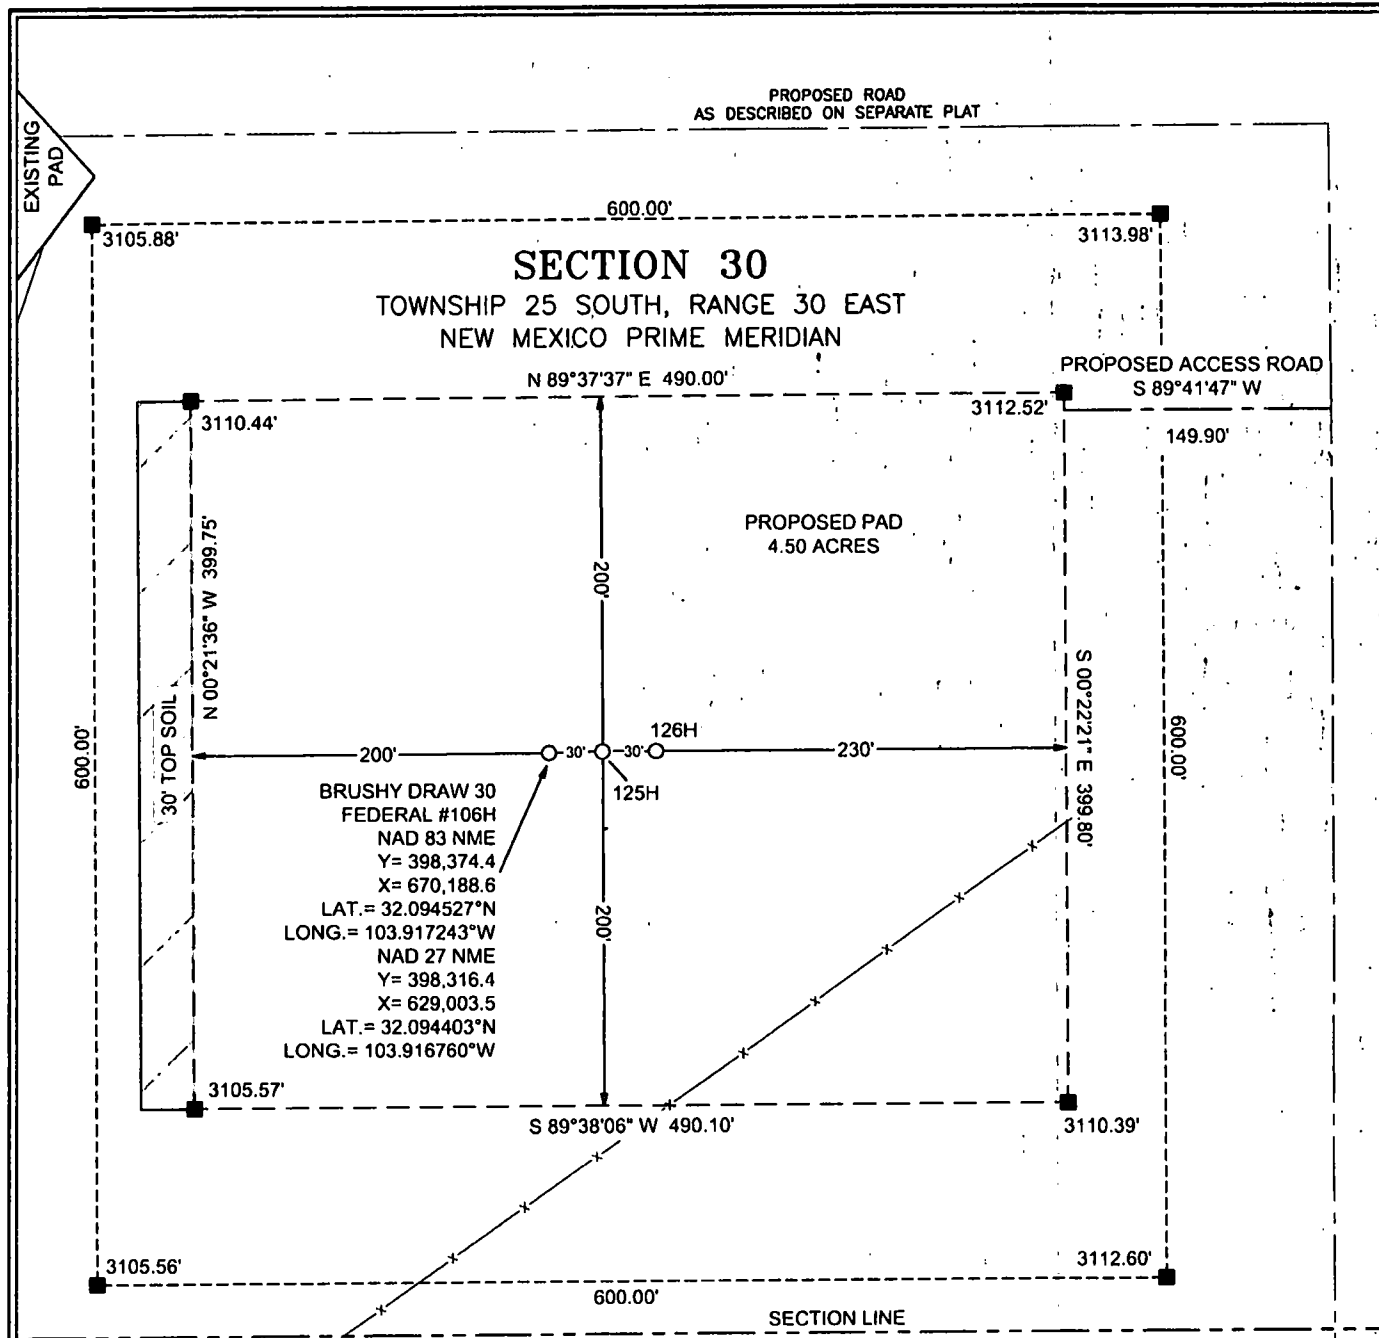 PROPOSED ROAD
AS DESCRIBED ON SEPARATE PLAT
EXISTING
PAD
600.00'
3105.88'
3113.98'
SECTION 30
TOWNSHIP 25 SOUTH, RANGE 30 EAST
NEW MEXICO PRIME MERIDIAN
PROPOSED ACCESS ROAD
S 89°41'47" W
149.90'
N 89°37'37" E 490.00'
3110.44'
3112.52'
PROPOSED PAD
4.50 ACRES
N 00°21'36" W 399.75'
200'
S 00°22'21" E 399.80'
30' TOP SOIL
600.00'
600.00'
200'
30'
30'
126H
230'
125H
BRUSHY DRAW 30
FEDERAL #106H
NAD 83 NME
Y= 398,374.4
X= 670,188.6
LAT.= 32.094527°N
LONG.= 103.917243°W
NAD 27 NME
Y= 398,316.4
X= 629,003.5
LAT.= 32.094403°N
LONG.= 103.916760°W
200'
3105.57'
S 89°38'06" W 490.10'
3110.39'
3105.56'
3112.60'
600.00'
SECTION LINE